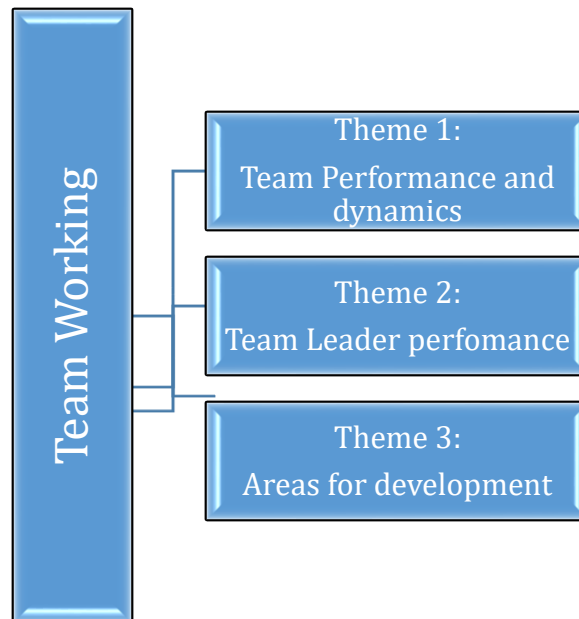 Team Working
Theme 1:
Team Performance and
dynamics
Theme 2:
Team Leader perfomance
Theme 3:
Areas for development